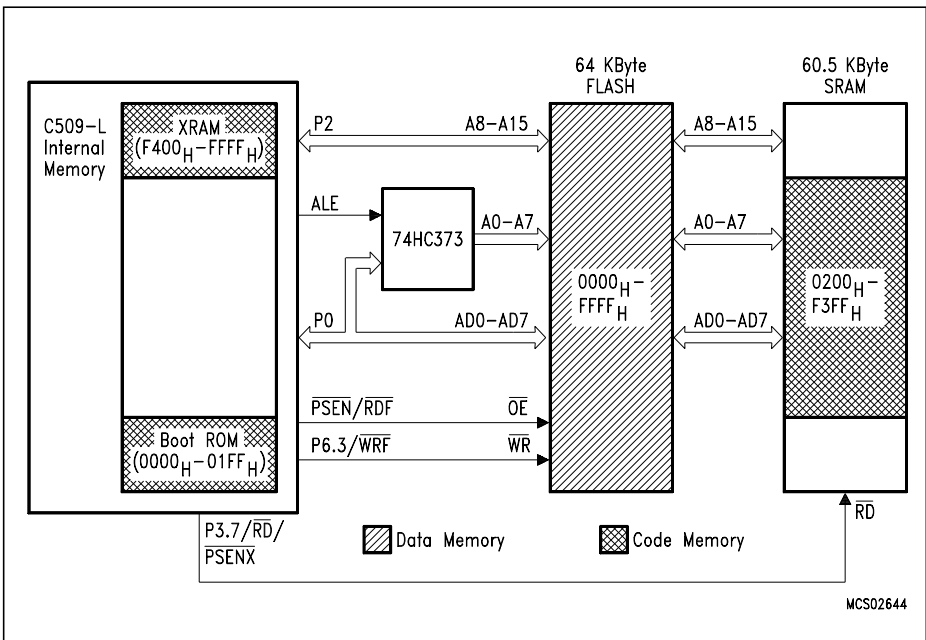 64 KByte
FLASH
60.5 KByte
SRAM
C509-L
Internal
Memory
XRAM
(F400H-FFFFH)
P2
A8-A15
A8-A15
ALE
74HC373
A0-A7
A0-A7
0000H-
FFFFH
0200H-
F3FFH
P0
AD0-AD7
AD0-AD7
PSEN/RDF
OE
Boot ROM
(0000H-01FFH)
P6.3/WRF
WR
P3.7/RD/
PSENX
RD
Data Memory
Code Memory
MCS02644